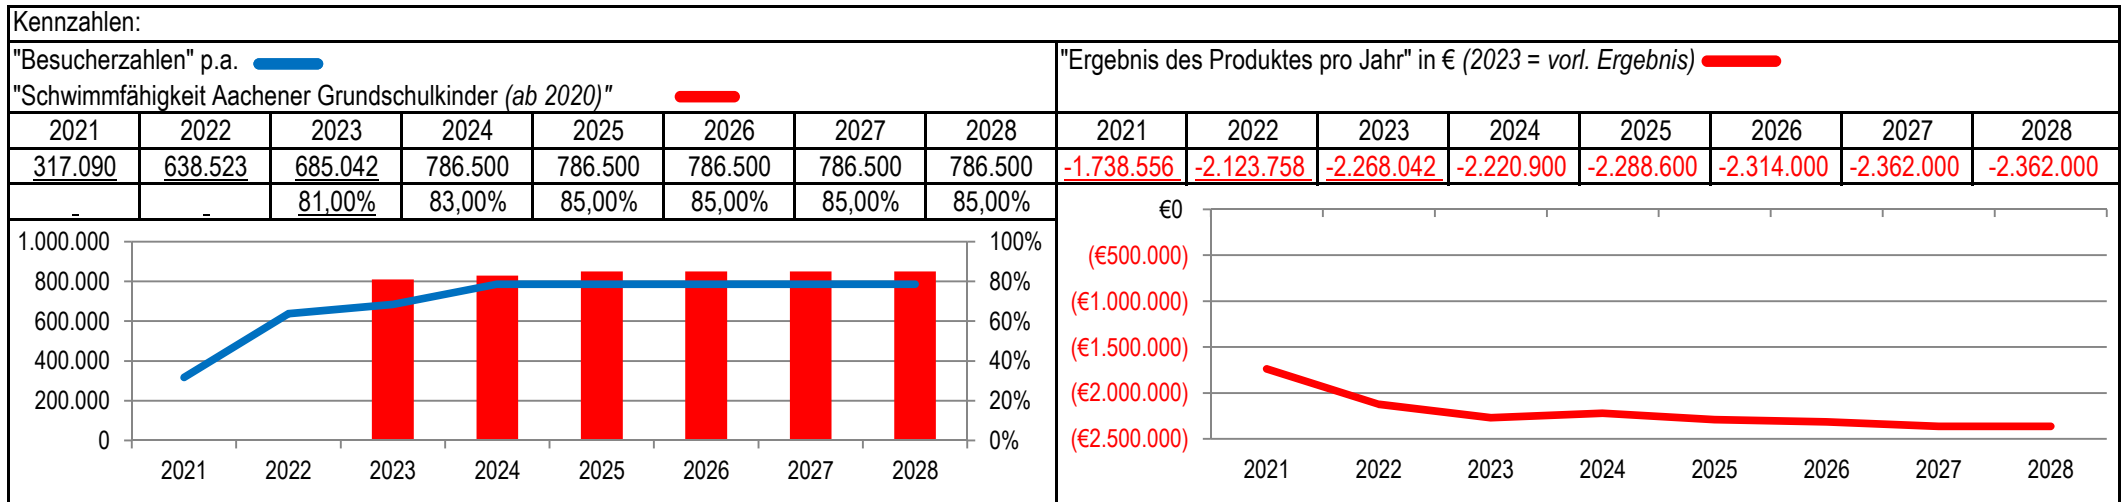 Kennzahlen:
"Besucherzahlen" p.a.
"Schwimmfähigkeit Aachener Grundschulkinder (ab 2020)"
"Ergebnis des Produktes pro Jahr" in € (2023 = vorl. Ergebnis)
2021 2022 2023 2024 2025 2026 2027 2028
317.090 638.523 685.042 786.500 786.500 786.500 786.500 786.500
- - 81,00% 83,00% 85,00% 85,00% 85,00% 85,00%
2021 2022 2023 2024 2025 2026 2027 2028
-1.738.556 -2.123.758 -2.268.042 -2.220.900 -2.288.600 -2.314.000 -2.362.000 -2.362.000
1.000.000 100%
800.000 80%
600.000 60%
400.000 40%
200.000 20%
0 0%
2021 2022 2023 2024 2025 2026 2027 2028
€0
(€500.000)
(€1.000.000)
(€1.500.000)
(€2.000.000)
(€2.500.000)
2021 2022 2023 2024 2025 2026 2027 2028